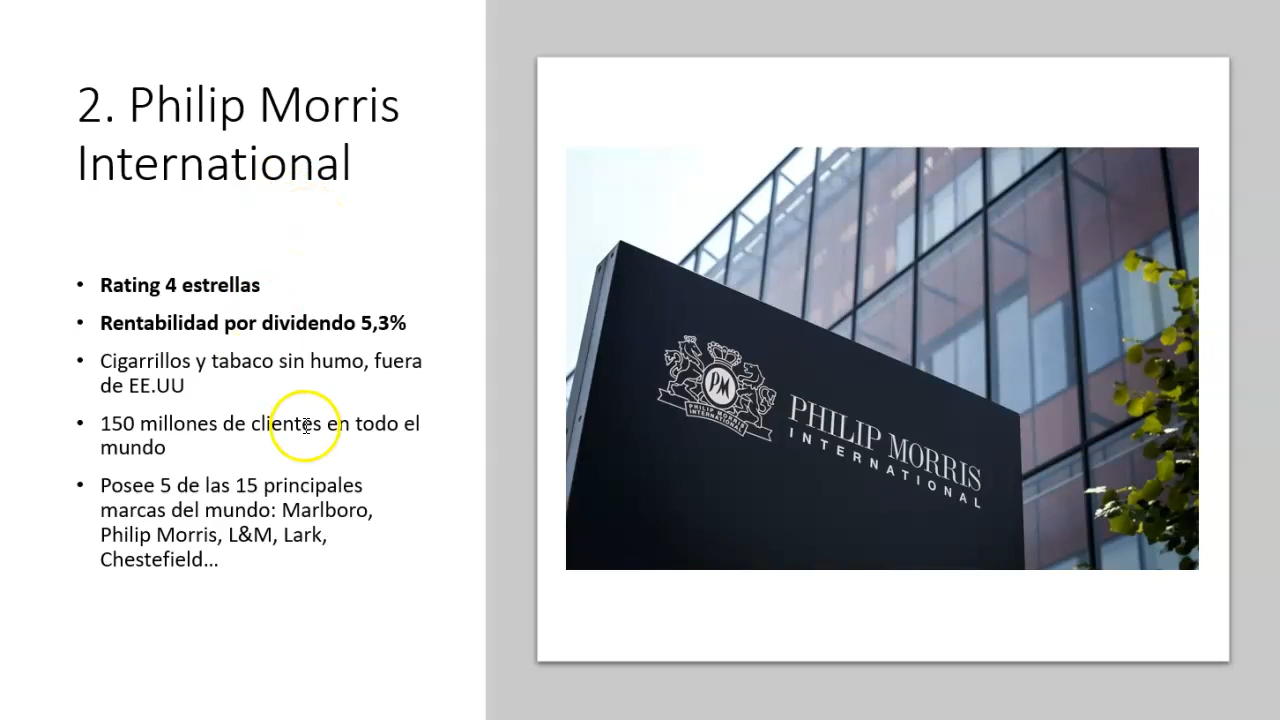 2. Philip Morris
International
• Rating 4 estrellas
• Rentabilidad por dividendo 5,3%
• Cigarrillos y tabaco sin humo, fuera
de EE.UU
• 150 millones de clientes en todo el
mundo
• Posee 5 de las 15 principales
marcas del mundo: Marlboro,
Philip Morris, L&M, Lark,
Chestefield...
PM
PHILIP MORRIS
INTERNATIONAL
PHILIP MORRIS
INTERNATIONAL